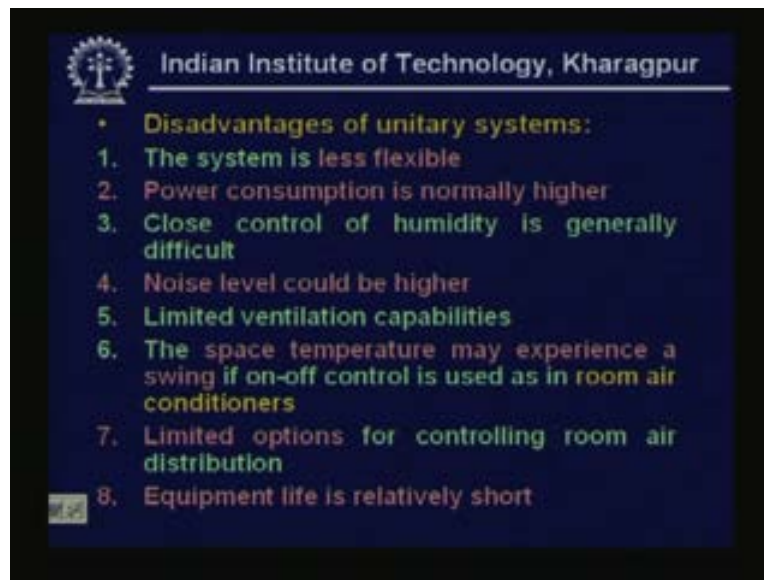 Indian Institute of Technology, Kharagpur
• Disadvantages of unitary systems:
1. The system is less flexible
2. Power consumption is normally higher
3. Close control of humidity is generally
difficult
4. Noise level could be higher
5. Limited ventilation capabilities
6. The space temperature may experience a
swing if on-off control is used as in room air
conditioners
7. Limited options for controlling room air
distribution
8. Equipment life is relatively short